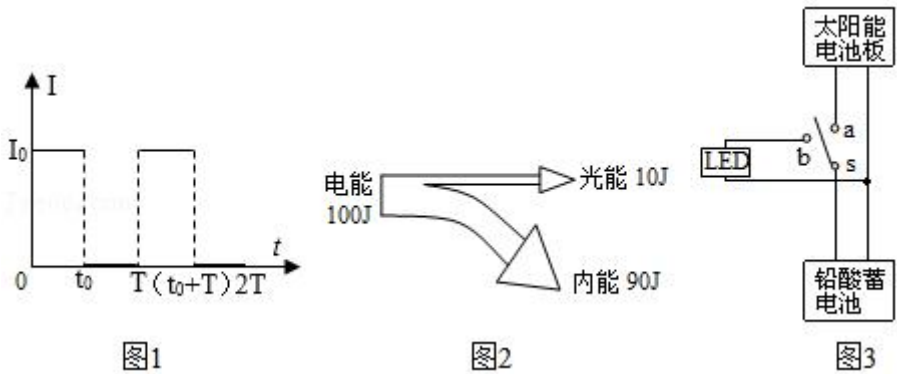 I
I₀
0
t₀
T
(t₀+T)
2T
t
图1
电能
100J
光能 10J
内能 90J
图2
太阳能
电池板
a
b
s
LED
铅酸蓄
电池
图3